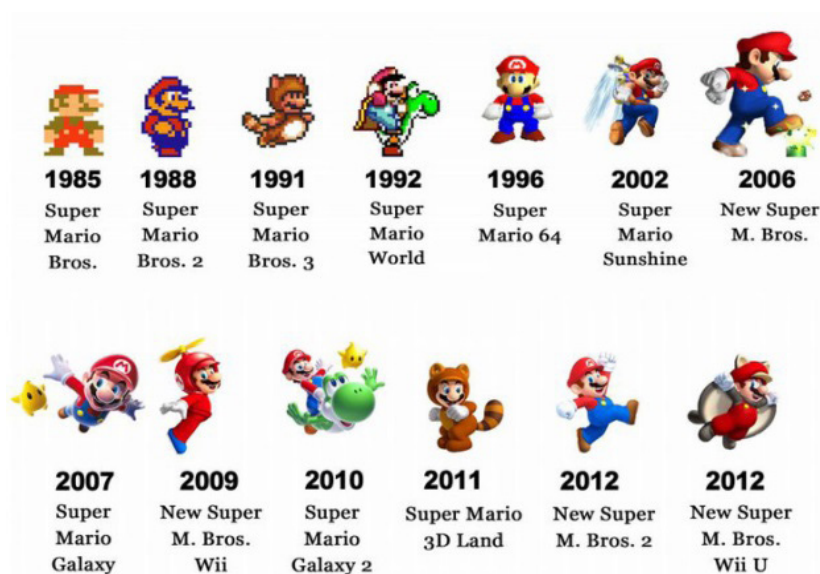 1985
Super
Mario
Bros.
1988
Super
Mario
Bros. 2
1991
Super
Mario
Bros. 3
1992
Super
Mario
World
1996
Super
Mario 64
2002
Super
Mario
Sunshine
2006
New Super
M. Bros.
2007
Super
Mario
Galaxy
2009
New Super
M. Bros.
Wii
2010
Super
Mario
Galaxy 2
2011
Super Mario
3D Land
2012
New Super
M. Bros. 2
2012
New Super
M. Bros.
Wii U